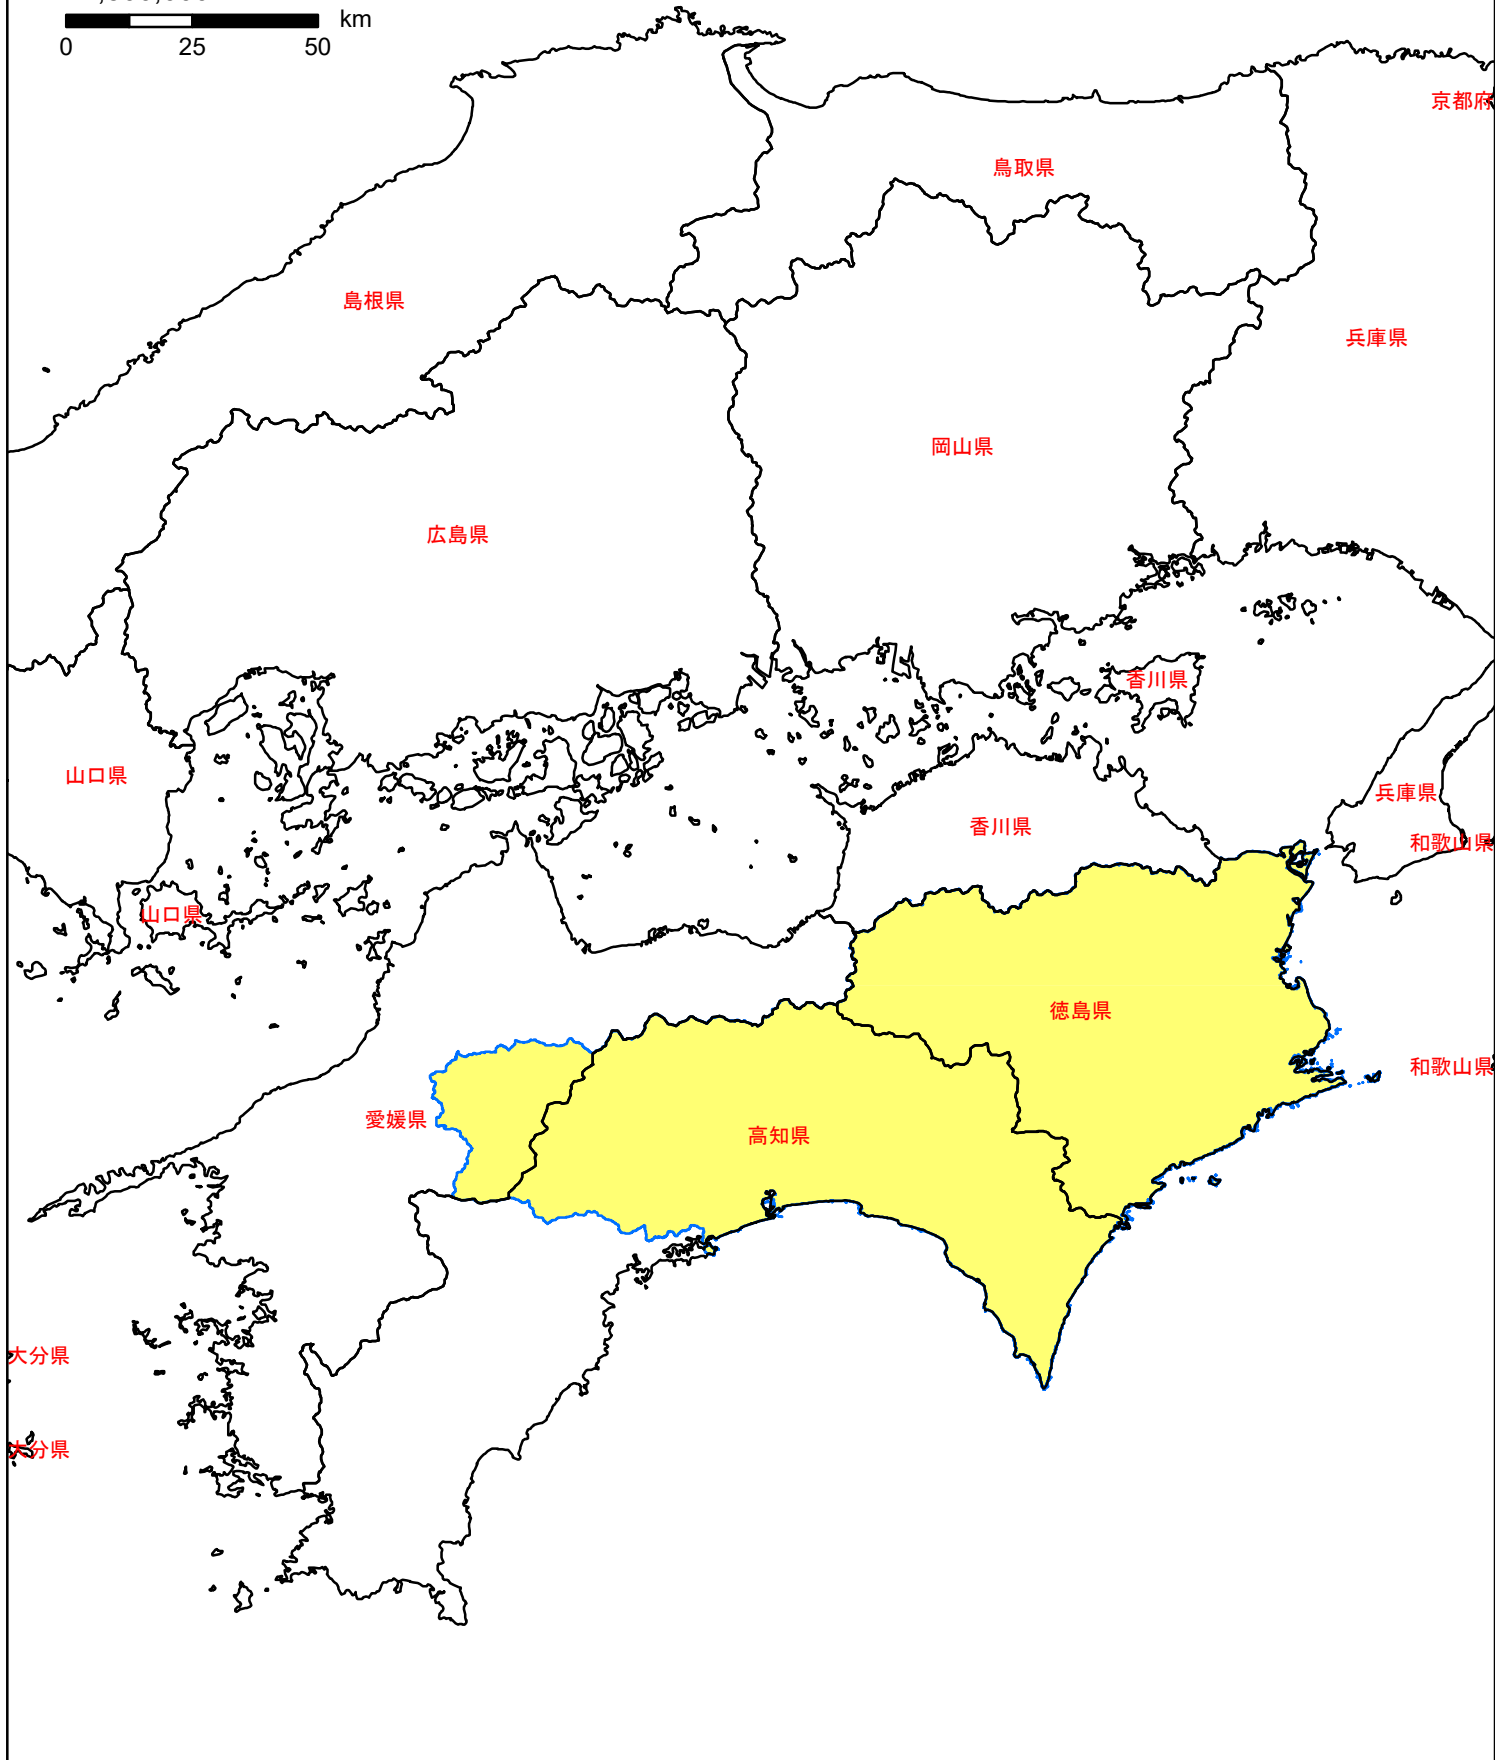 km
0 25 50
京都府
鳥取県
島根県
兵庫県
岡山県
広島県
香川県
山口県
兵庫県
香川県
和歌山県
山口県
徳島県
和歌山県
愛媛県
高知県
大分県
大分県